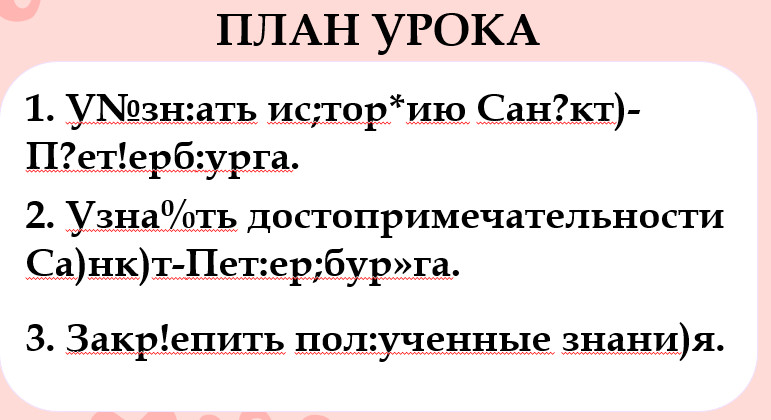 ПЛАН УРОКА
1. У№зн:ать ис;тор*ию Сан?кт)-
П?ет!ерб:урга.
2. Узна%ть достопримечательности
Са)нк)т-Пет:ер;бур»га.
3. Закр!епить пол:ученные знани)я.